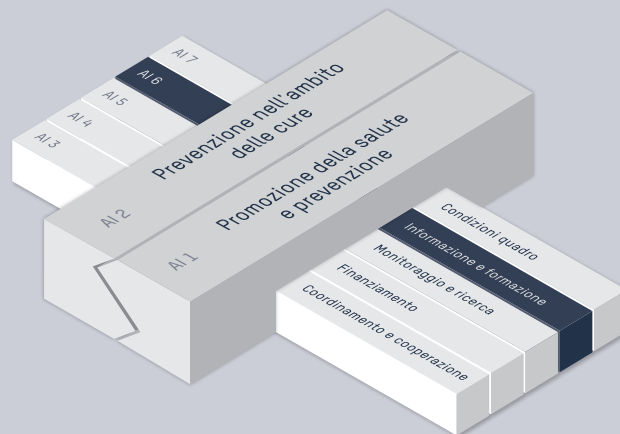 AI 7
AI 6
AI 5
AI 4
AI 3
Prevenzione nell'ambito
delle cure
AI 2
Promozione della salute
e prevenzione
AI 1
Condizioni quadro
Informazione e formazione
Monitoraggio e ricerca
Finanziamento
Coordinamento e cooperazione